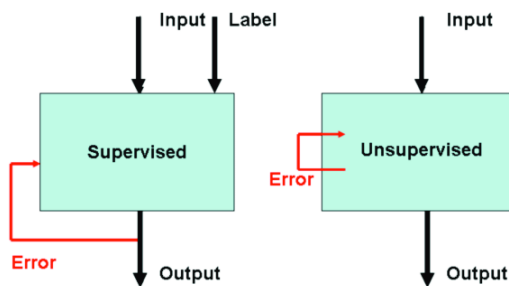 Input
Label
Supervised
Error
Output
Input
Unsupervised
Error
Output